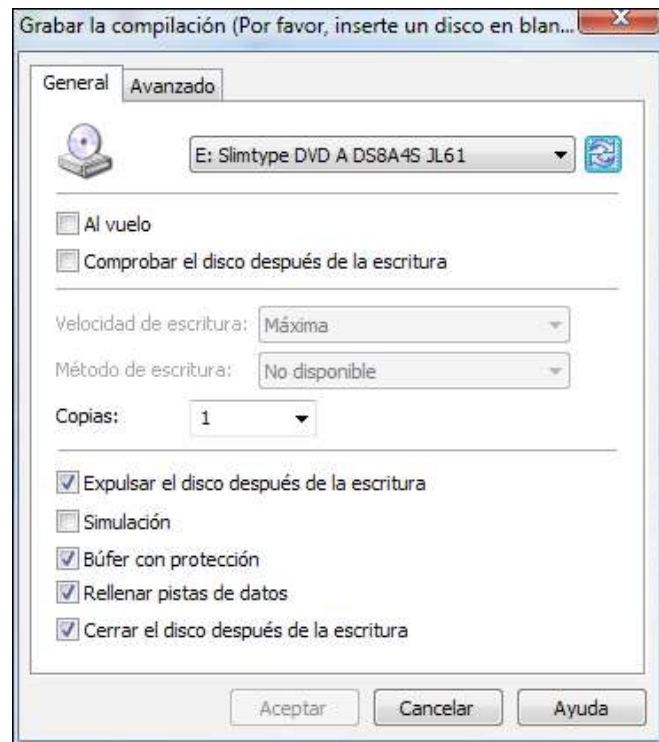 Grabar la compilación (Por favor, inserte un disco en blan...
General Avanzado
E: Slimtype DVD A DS8A4S JL61
Al vuelo
Comprobar el disco después de la escritura
Velocidad de escritura: Máxima
Método de escritura: No disponible
Copias: 1
Expulsar el disco después de la escritura
Simulación
Búfer con protección
Rellenar pistas de datos
Cerrar el disco después de la escritura
Aceptar Cancelar Ayuda